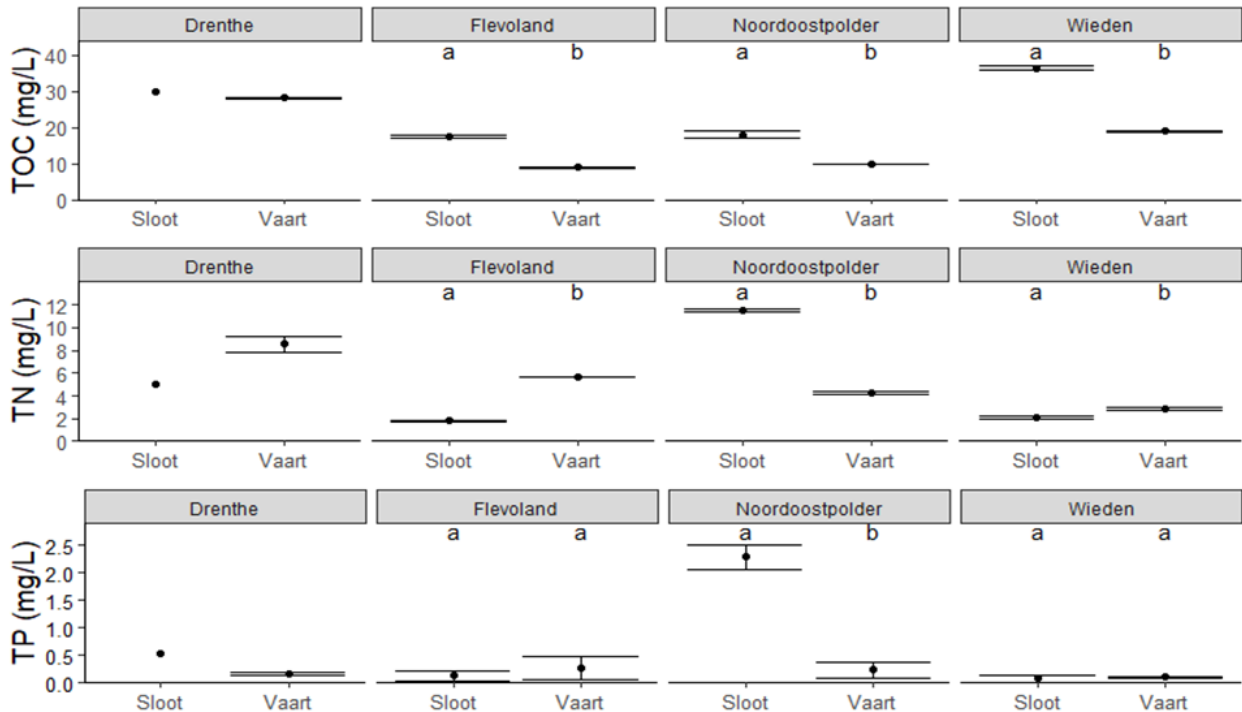 Drenthe Flevoland Noordoostpolder Wieden
a b a b a b
TOC (mg/L)
40
30
20
10
0
Sloot Vaart Sloot Vaart Sloot Vaart Sloot Vaart
Drenthe Flevoland Noordoostpolder Wieden
a b a b a b
TN (mg/L)
12
10
8
6
4
2
0
Sloot Vaart Sloot Vaart Sloot Vaart Sloot Vaart
Drenthe Flevoland Noordoostpolder Wieden
a a a b a a
TP (mg/L)
2.5
2.0
1.5
1.0
0.5
0.0
Sloot Vaart Sloot Vaart Sloot Vaart Sloot Vaart